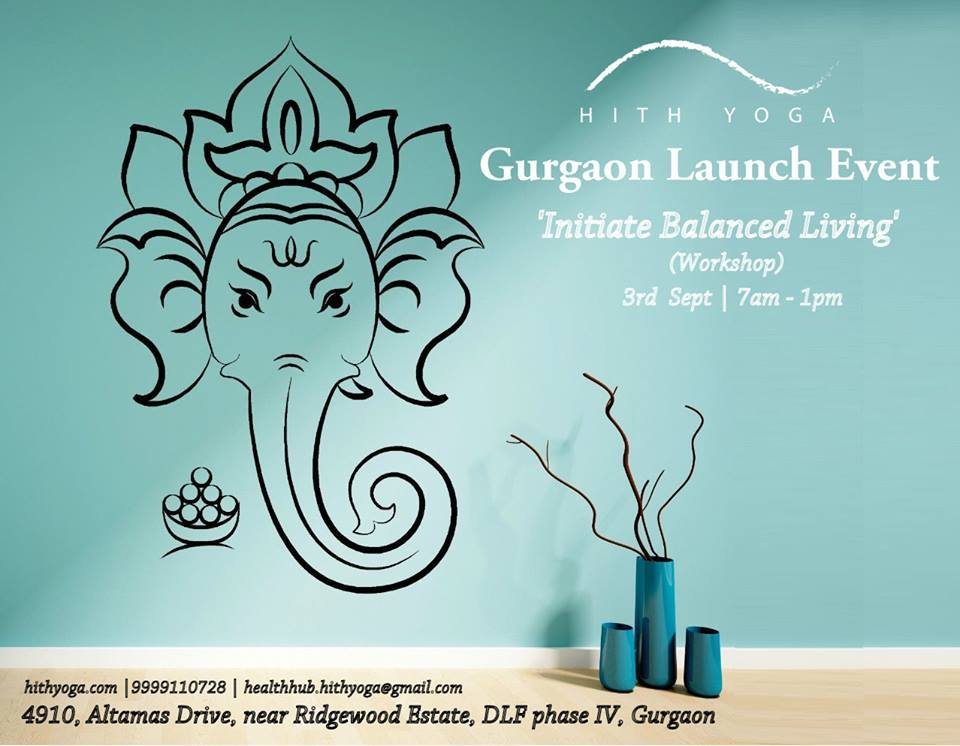 HITH YOGA
Gurgaon Launch Event
'Initiate Balanced Living'
(Workshop)
3rd Sept | 7am - 1pm
hithyoga.com |9999110728 | healthhub.hithyoga@gmail.com
4910, Altamas Drive, near Ridgewood Estate, DLF phase IV, Gurgaon